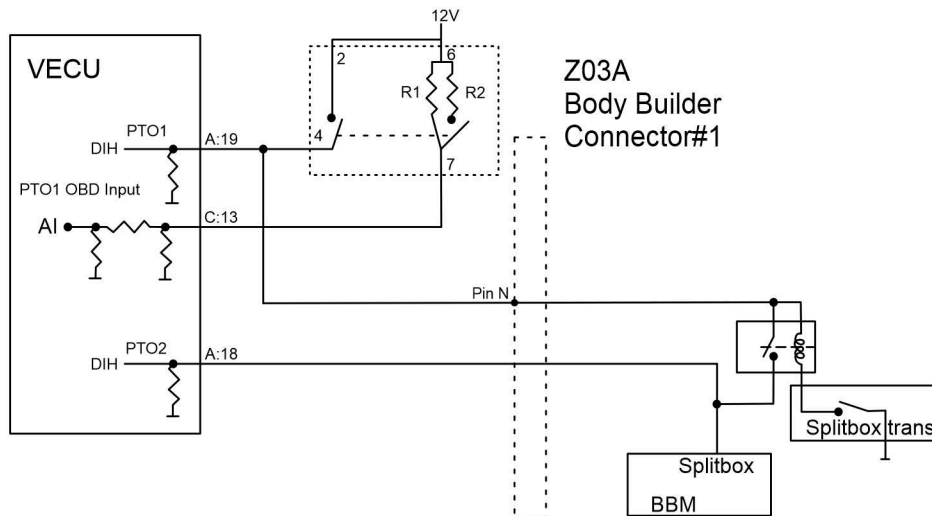 12V
VECU
2
6
R1
R2
Z03A
Body Builder
Connector#1
PTO1
A:19
4
DIH
7
PTO1 OBD Input
AI
C:13
Pin N
PTO2
A:18
DIH
Splitbox trans
Splitbox
BBM